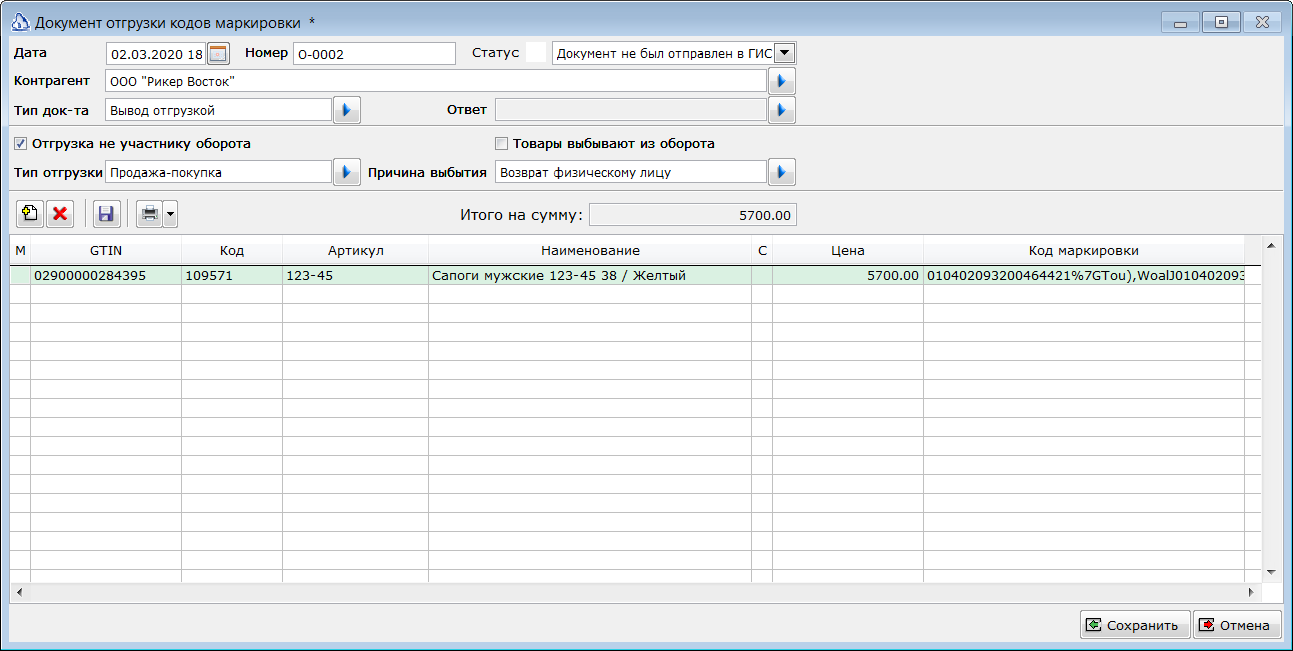 Документ отгрузки кодов маркировки *
Дата 02.03.2020 18 Номер О-0002 Статус Документ не был отправлен в ГИС
Контрагент ООО "Рикер Восток"
Тип док-та Вывод отгрузкой Ответ
Отгрузка не участнику оборота Товары выбывают из оборота
Тип отгрузки Продажа-покупка Причина выбытия Возврат физическому лицу
Итого на сумму: 5700.00
М GTIN Код Артикул Наименование С Цена Код маркировки
02900000284395 109571 123-45 Сапоги мужские 123-45 38 / Желтый 5700.00 010402093200464421%7GTou),WoalJ010402093
Сохранить Отмена